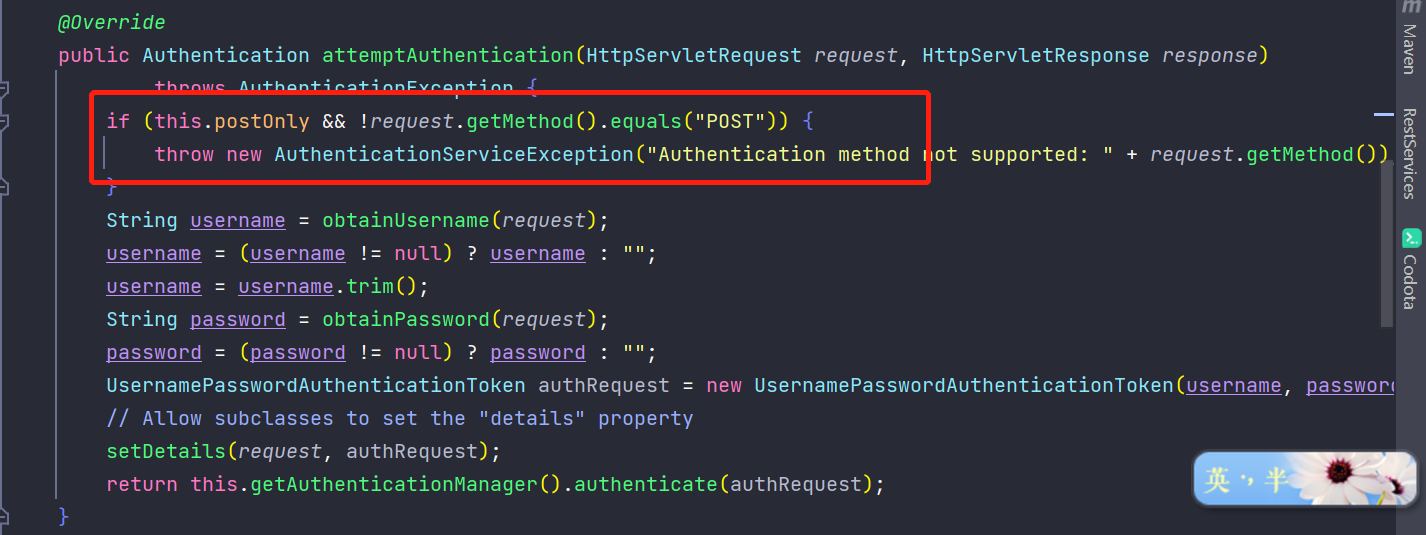 @Override
public Authentication attemptAuthentication(HttpServletRequest request, HttpServletResponse response)
throws AuthenticationException {
if (this.postOnly && !request.getMethod().equals("POST")) {
throw new AuthenticationServiceException("Authentication method not supported: " + request.getMethod())
}
String username = obtainUsername(request);
username = (username != null) ? username : "";
username = username.trim();
String password = obtainPassword(request);
password = (password != null) ? password : "";
UsernamePasswordAuthenticationToken authRequest = new UsernamePasswordAuthenticationToken(username, password
// Allow subclasses to set the "details" property
setDetails(request, authRequest);
return this.getAuthenticationManager().authenticate(authRequest);
}
m
Maven
RestServices
Codota
英 半